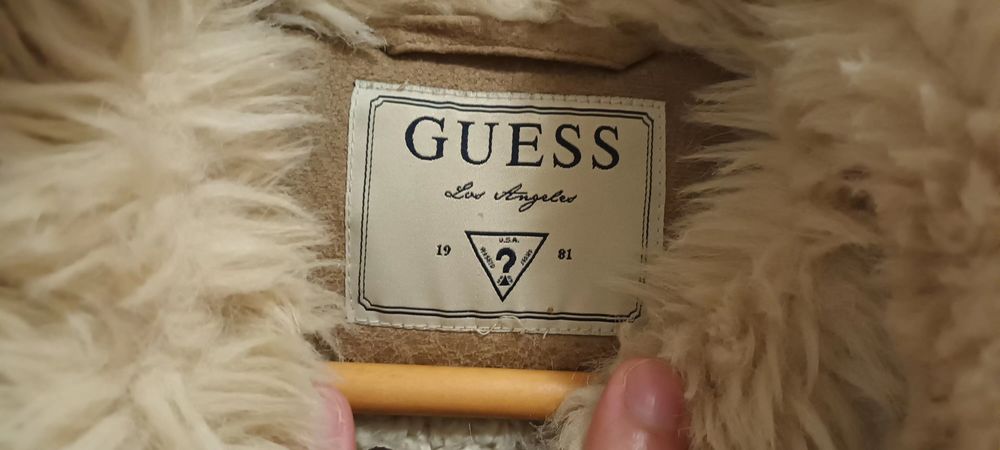 GUESS
Los Angeles
19 81
U.S.A.
?